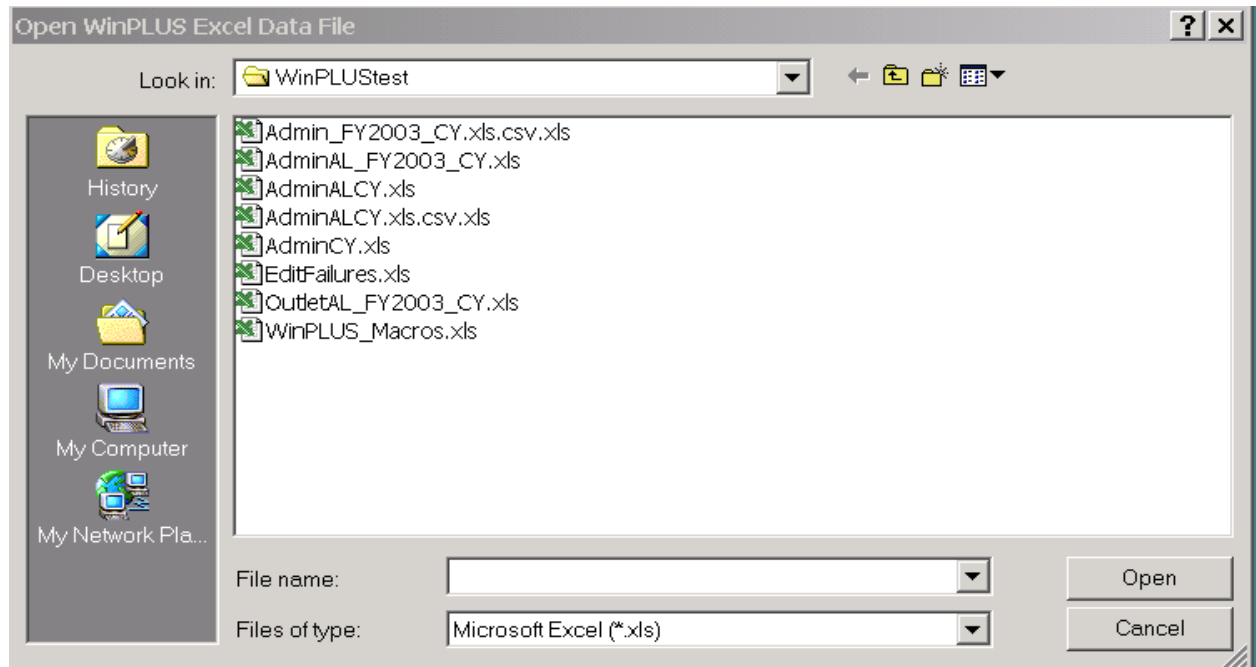 Open WinPLUS Excel Data File
Look in:
WinPLUStest
History
Desktop
My Documents
My Computer
My Network Pla...
Admin_FY2003_CY.xls.csv.xls
AdminAL_FY2003_CY.xls
AdminALCY.xls
AdminALCY.xls.csv.xls
AdminCY.xls
EditFailures.xls
OutletAL_FY2003_CY.xls
WinPLUS_Macros.xls
File name:
Open
Files of type:
Microsoft Excel (*.xls)
Cancel